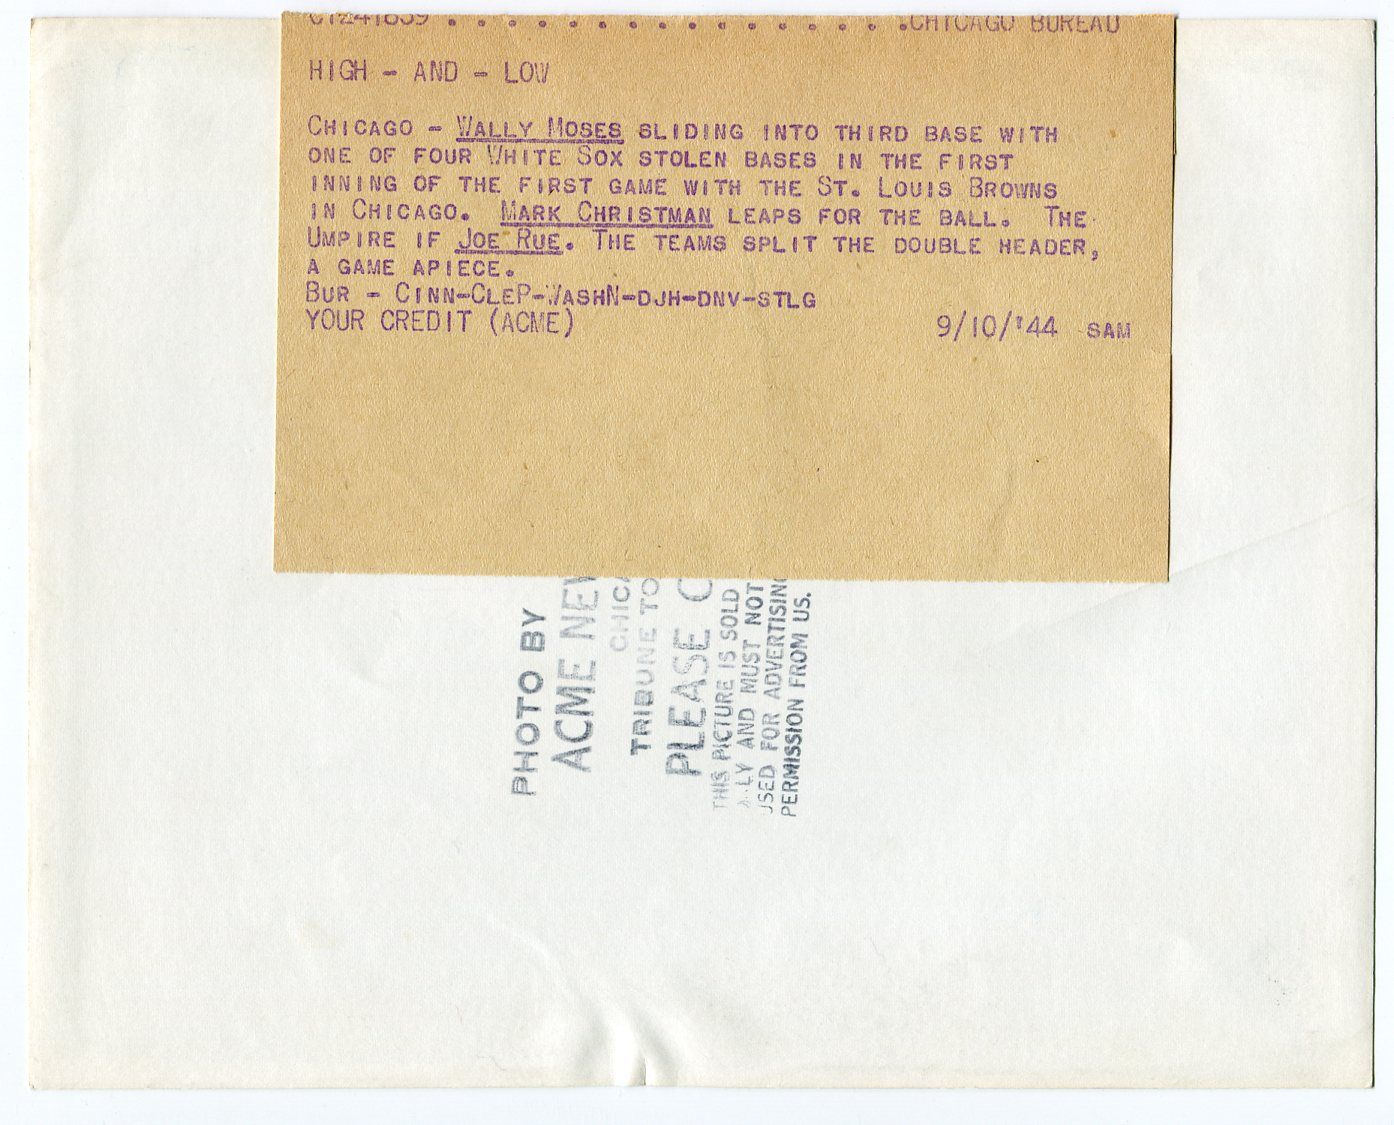 CT241859 . . . . . . . . . . . . . . . . .CHICAGO BUREAU
HIGH - AND - LOW
CHICAGO - WALLY MOSES SLIDING INTO THIRD BASE WITH
ONE OF FOUR WHITE SOX STOLEN BASES IN THE FIRST
INNING OF THE FIRST GAME WITH THE ST. LOUIS BROWNS
IN CHICAGO. MARK CHRISTMAN LEAPS FOR THE BALL. THE
UMPIRE IF JOE RUE. THE TEAMS SPLIT THE DOUBLE HEADER,
A GAME APIECE.
BUR - CINN-CLEP-WASHN-DJH-DNV-STLG
YOUR CREDIT (ACME) 9/10/'44 SAM
PHOTO BY
ACME NEW
CHICA
TRIBUNE TO
PLEASE C
THIS PICTURE IS SOLD
LY AND MUST NOT
USED FOR ADVERTISING
PERMISSION FROM US.